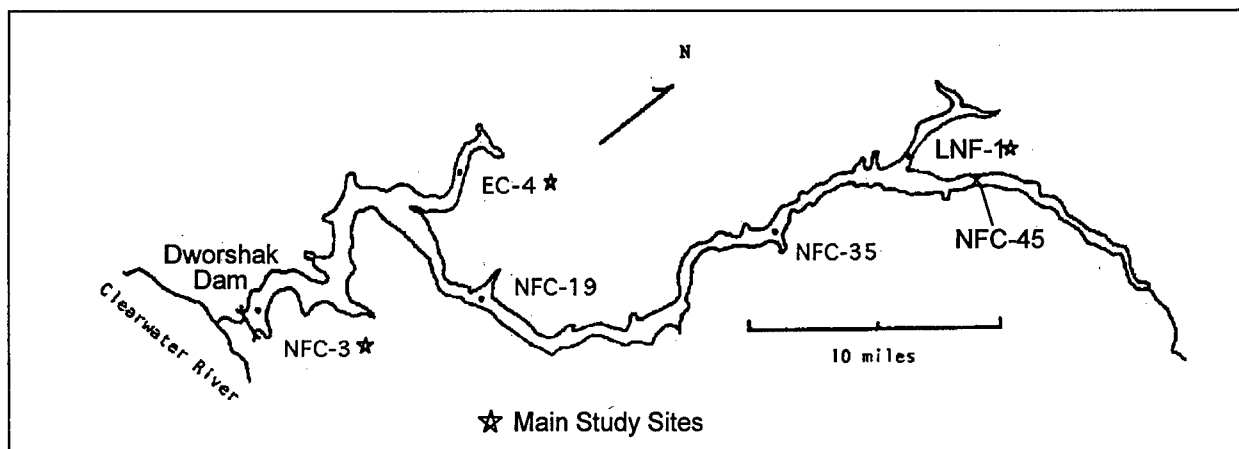 N
LNF-1☆
EC-4☆
NFC-45
NFC-35
Dworshak
Dam
NFC-19
Clearwater River
NFC-3☆
10 miles
☆ Main Study Sites